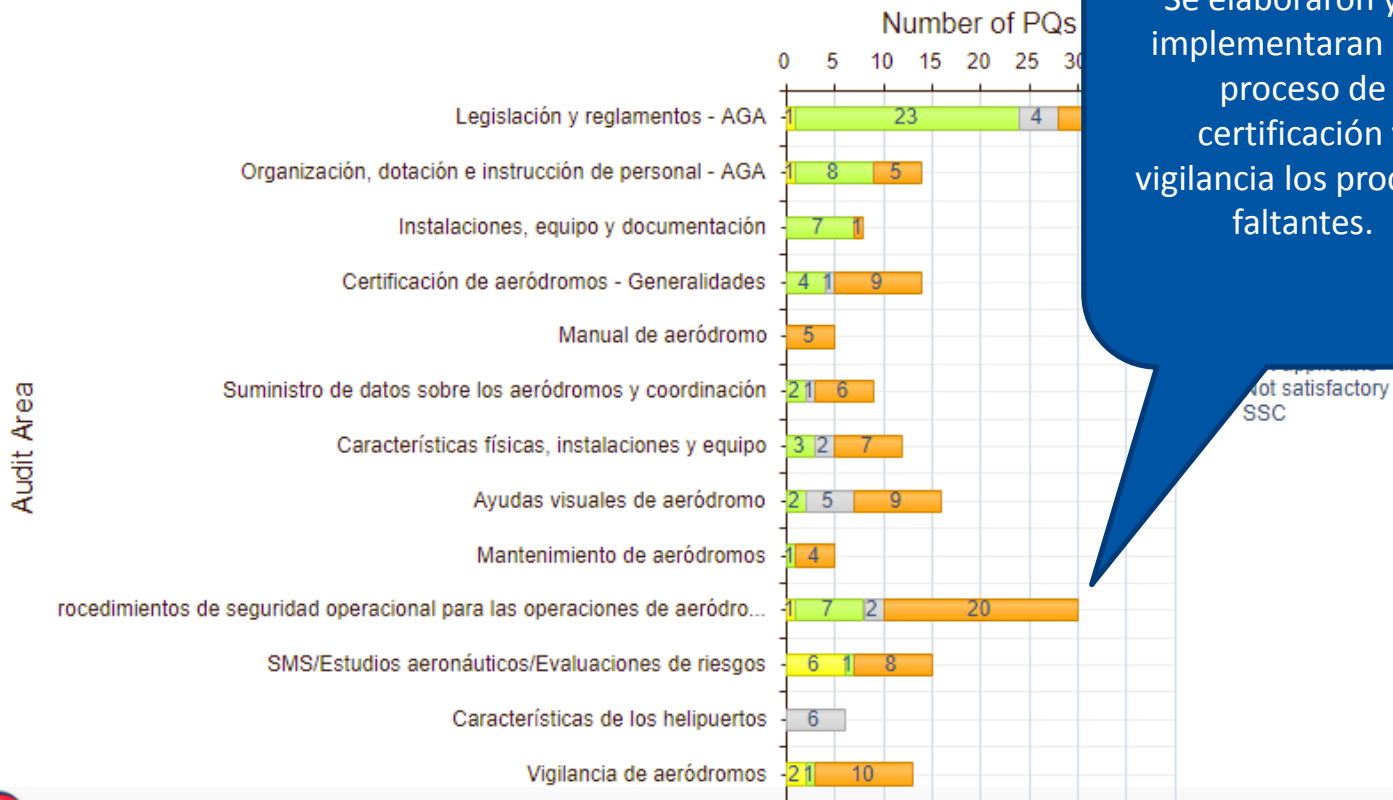 Number of PQs
0 5 10 15 20 25 30
Se elaboraron y
implementaran
proceso de
certificación
vigilancia los
faltantes.
Audit Area
Legislación y reglamentos - AGA 1 23 4
Organización, dotación e instrucción de personal - AGA 1 8 5
Instalaciones, equipo y documentación 7 1
Certificación de aeródromos - Generalidades 4 1 9
Manual de aeródromo 5
Suministro de datos sobre los aeródromos y coordinación 2 1 6
Características físicas, instalaciones y equipo 3 2 7
Ayudas visuales de aeródromo 2 5 9
Mantenimiento de aeródromos 1 4
rocedimientos de seguridad operacional para las operaciones de aeródro... 1 7 2 20
SMS/Estudios aeronáuticos/Evaluaciones de riesgos 6 1 8
Características de los helipuertos 6
Vigilancia de aeródromos 2 1 10
Not satisfactory
SSC